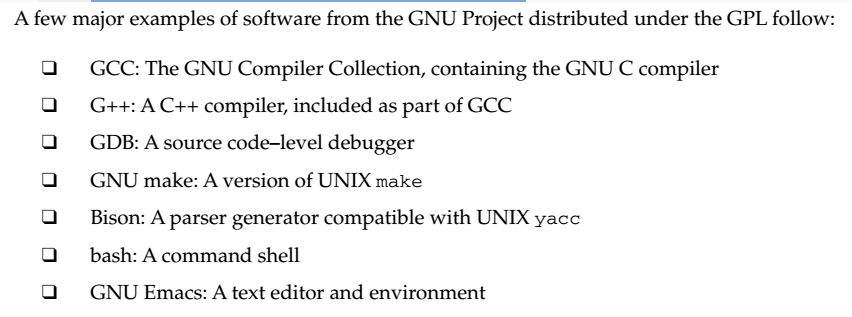 A few major examples of software from the GNU Project distributed under the GPL follow:
❑ GCC: The GNU Compiler Collection, containing the GNU C compiler
❑ G++: A C++ compiler, included as part of GCC
❑ GDB: A source code–level debugger
❑ GNU make: A version of UNIX make
❑ Bison: A parser generator compatible with UNIX yacc
❑ bash: A command shell
❑ GNU Emacs: A text editor and environment